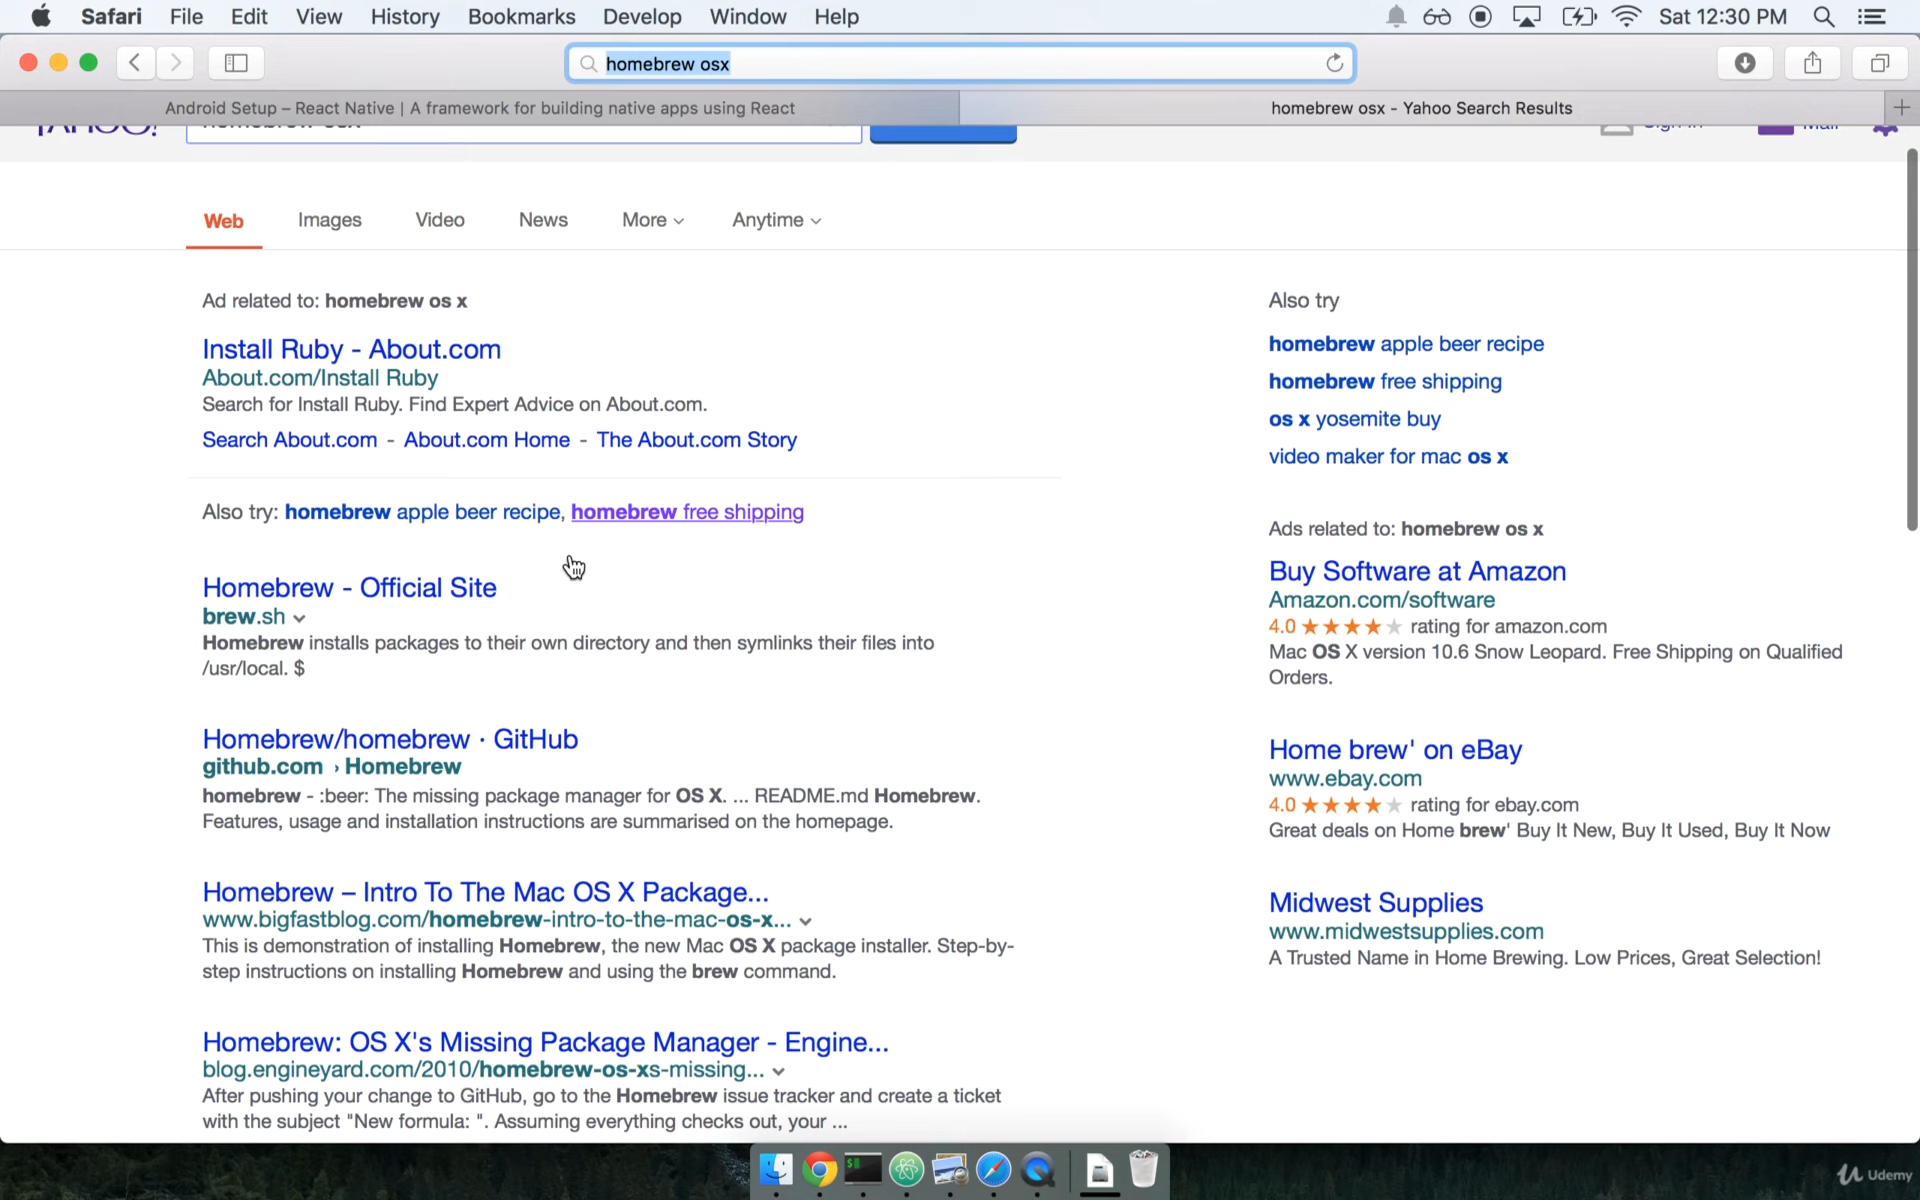 Safari File Edit View History Bookmarks Develop Window Help Sat 12:30 PM
homebrew osx
Android Setup – React Native | A framework for building native apps using React
homebrew osx - Yahoo Search Results
YAHOO!
homebrew osx
Sign in
Mail
Web Images Video News More Anytime
Ad related to: homebrew os x
Install Ruby - About.com
About.com/Install Ruby
Search for Install Ruby. Find Expert Advice on About.com.
Search About.com - About.com Home - The About.com Story
Also try: homebrew apple beer recipe, homebrew free shipping
Homebrew - Official Site
brew.sh
Homebrew installs packages to their own directory and then symlinks their files into
/usr/local. $
Homebrew/homebrew · GitHub
github.com › Homebrew
homebrew - :beer: The missing package manager for OS X. ... README.md Homebrew.
Features, usage and installation instructions are summarised on the homepage.
Homebrew – Intro To The Mac OS X Package...
www.bigfastblog.com/homebrew-intro-to-the-mac-os-x...
This is demonstration of installing Homebrew, the new Mac OS X package installer. Step-by-
step instructions on installing Homebrew and using the brew command.
Homebrew: OS X's Missing Package Manager - Engine...
blog.engineyard.com/2010/homebrew-os-xs-missing...
After pushing your change to GitHub, go to the Homebrew issue tracker and create a ticket
with the subject "New formula: ". Assuming everything checks out, your ...
Also try
homebrew apple beer recipe
homebrew free shipping
os x yosemite buy
video maker for mac os x
Ads related to: homebrew os x
Buy Software at Amazon
Amazon.com/software
4.0 ★★★★★ rating for amazon.com
Mac OS X version 10.6 Snow Leopard. Free Shipping on Qualified
Orders.
Home brew' on eBay
www.ebay.com
4.0 ★★★★★ rating for ebay.com
Great deals on Home brew' Buy It New, Buy It Used, Buy It Now
Midwest Supplies
www.midwestsupplies.com
A Trusted Name in Home Brewing. Low Prices, Great Selection!
Udemy